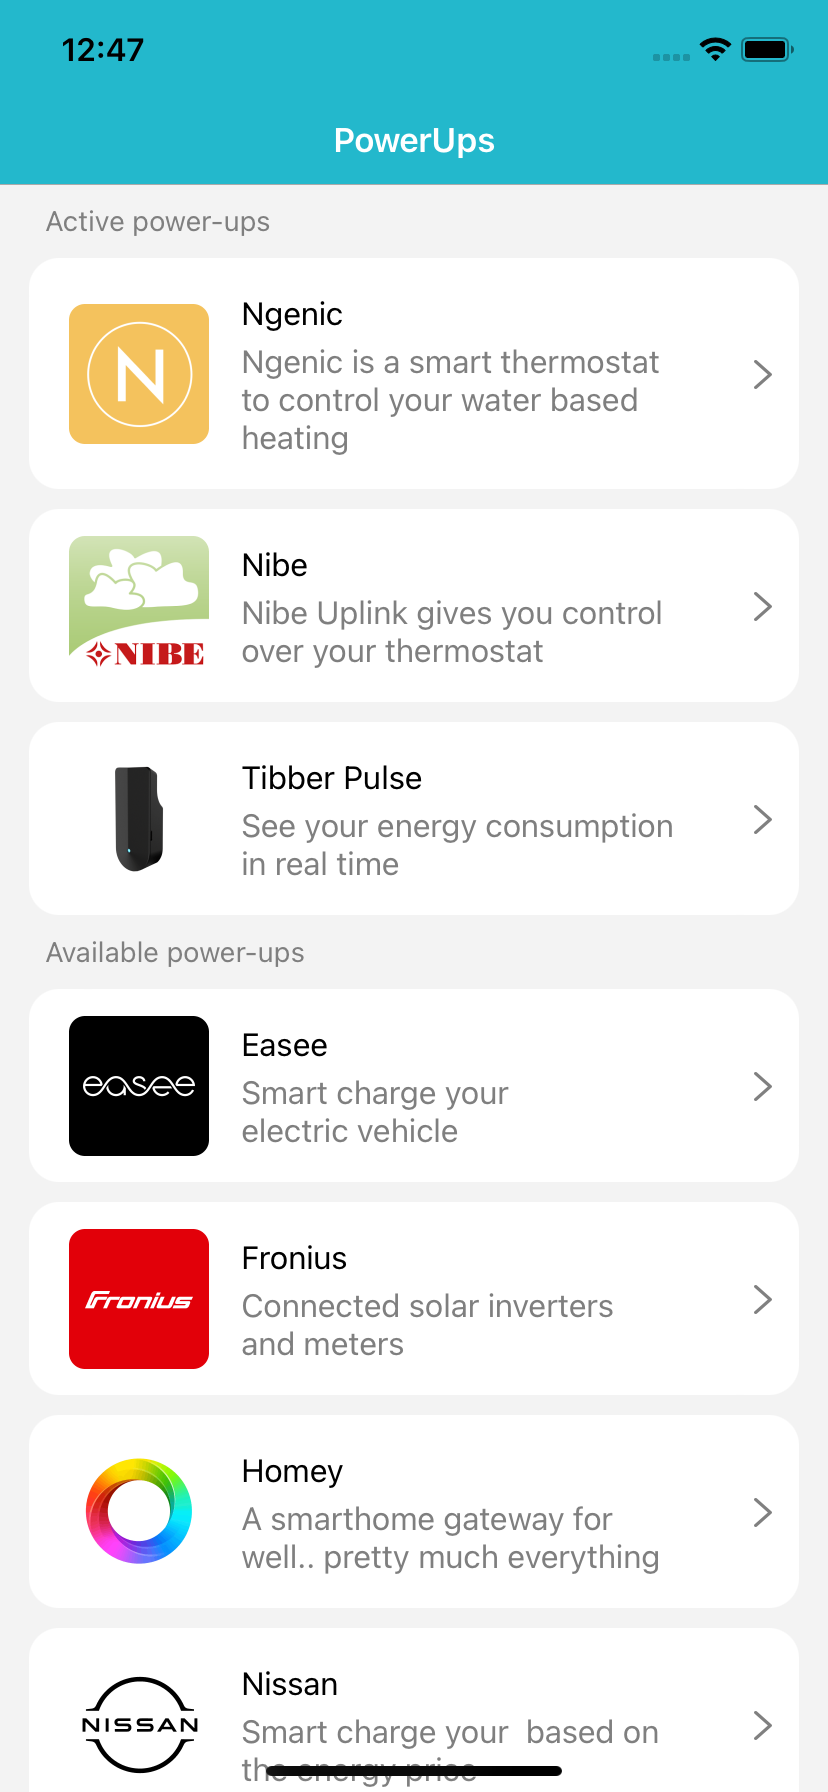 12:47
PowerUps
Active power-ups
N
Ngenic
Ngenic is a smart thermostat
to control your water based
heating
NIBE
Nibe
Nibe Uplink gives you control
over your thermostat
Tibber Pulse
See your energy consumption
in real time
Available power-ups
easee
Easee
Smart charge your
electric vehicle
Fronius
Fronius
Connected solar inverters
and meters
Homey
A smarthome gateway for
well.. pretty much everything
NISSAN
Nissan
Smart charge your  based on
the energy price